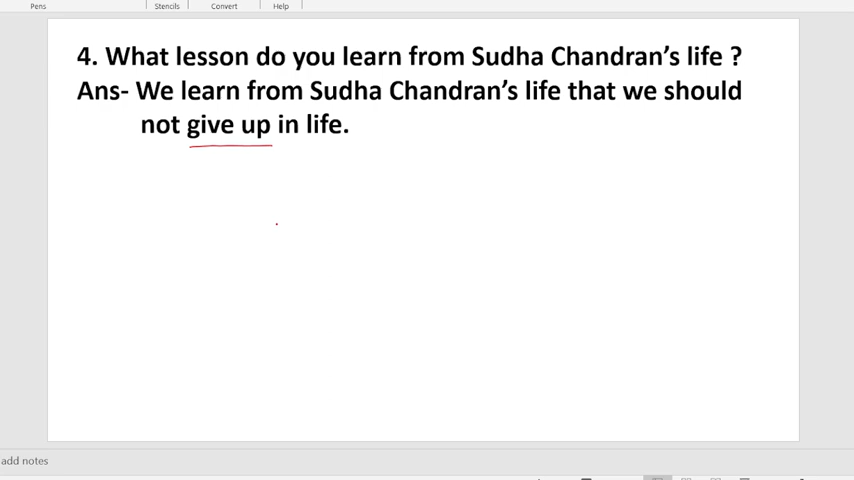 Pens Stencils Convert Help
4. What lesson do you learn from Sudha Chandran’s life ?
Ans- We learn from Sudha Chandran’s life that we should
not give up in life.
add notes